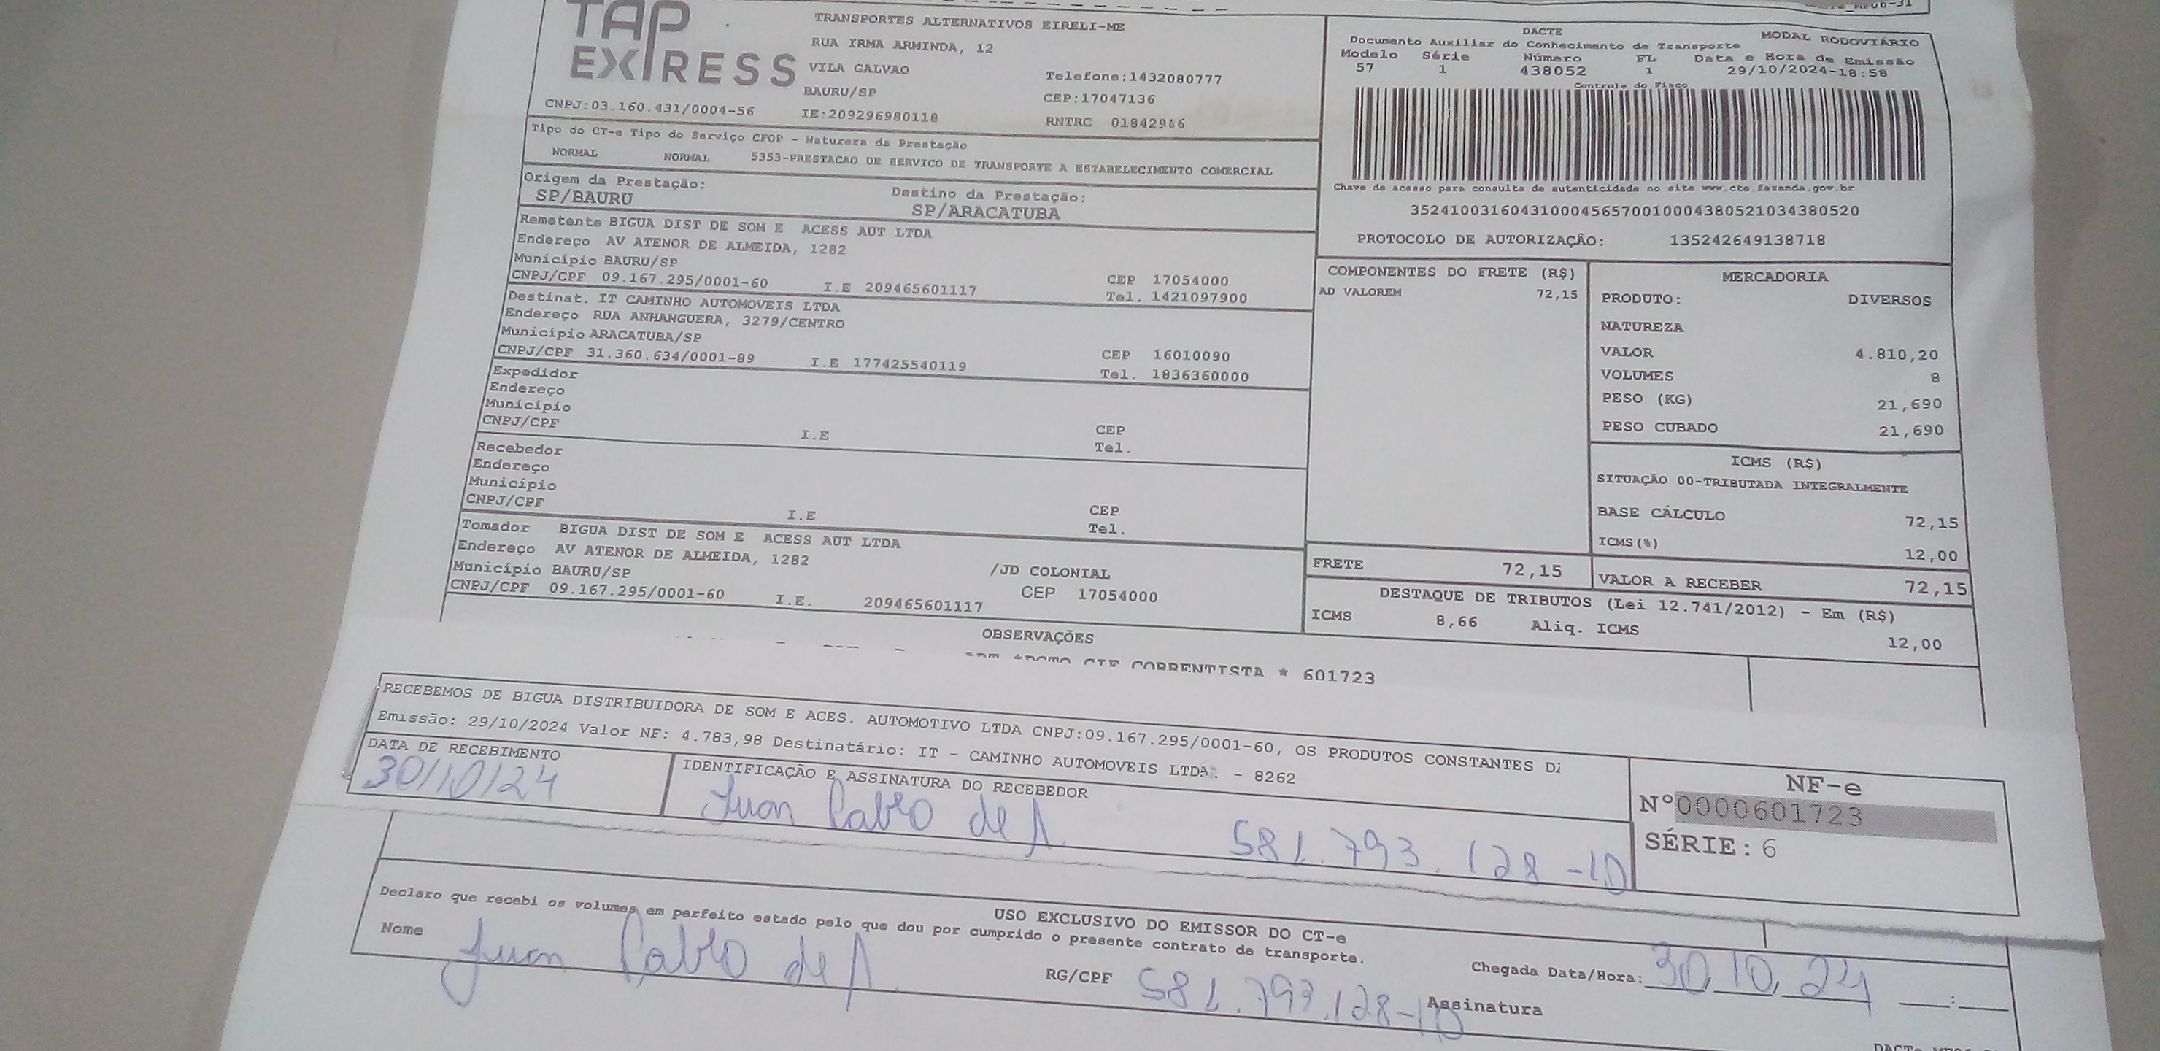 TAP EXPRESS
TRANSPORTES ALTERNATIVOS EIRELI-ME
RUA IRMA ARMINDA, 12
VILA GALVAO
Telefone:1432080777
BAURU/SP
CEP:17047136
CNPJ:03.160.431/0004-56 IE:209296980118
RNTRC 01842966
DACTE MODAL RODOVIÁRIO
Documento Auxiliar do Conhecimento de Transporte
Modelo Série Número FL Data e Hora de Emissão
57 1 438052 1 29/10/2024-18:58
Controle do Fisco
Chave de acesso para consulta de autenticidade no site www.cte.fazenda.gov.br
35241003160431000456570010004380521034380520
PROTOCOLO DE AUTORIZAÇÃO: 135242649138718
Tipo do CT-e Tipo do Serviço CFOP - Natureza da Prestação
NORMAL NORMAL 5353-PRESTACAO DE SERVICO DE TRANSPORTE A ESTABELECIMENTO COMERCIAL
Origem da Prestação: Destino da Prestação:
SP/BAURU SP/ARACATUBA
Remetente BIGUA DIST DE SOM E ACESS AUT LTDA
Endereço AV ATENOR DE ALMEIDA, 1282
Município BAURU/SP CEP 17054000
CNPJ/CPF 09.167.295/0001-60 I.E 209465601117 Tel. 1421097900
Destinat. IT CAMINHO AUTOMOVEIS LTDA
Endereço RUA ANHANGUERA, 3279/CENTRO
Município ARACATUBA/SP CEP 16010090
CNPJ/CPF 31.360.634/0001-89 I.E 177425540119 Tel. 1836360000
Expedidor
Endereço
Município CEP
CNPJ/CPF I.E Tel.
Recebedor
Endereço
Município CEP
CNPJ/CPF I.E Tel.
Tomador BIGUA DIST DE SOM E ACESS AUT LTDA
Endereço AV ATENOR DE ALMEIDA, 1282 /JD COLONIAL
Município BAURU/SP CEP 17054000
CNPJ/CPF 09.167.295/0001-60 I.E. 209465601117
COMPONENTES DO FRETE (R$)
AD VALOREM 72,15
MERCADORIA
PRODUTO: DIVERSOS
NATUREZA
VALOR 4.810,20
VOLUMES 8
PESO (KG) 21,690
PESO CUBADO 21,690
ICMS (R$)
SITUAÇÃO 00-TRIBUTADA INTEGRALMENTE
BASE CÁLCULO 72,15
ICMS(%) 12,00
FRETE 72,15 VALOR A RECEBER 72,15
DESTAQUE DE TRIBUTOS (Lei 12.741/2012) - Em (R$)
ICMS 8,66 Aliq. ICMS 12,00
OBSERVAÇÕES
CIF CORRENTISTA * 601723
RECEBEMOS DE BIGUA DISTRIBUIDORA DE SOM E ACES. AUTOMOTIVO LTDA CNPJ:09.167.295/0001-60, OS PRODUTOS CONSTANTES
Emissão: 29/10/2024 Valor NF: 4.783,98 Destinatário: IT - CAMINHO AUTOMOVEIS LTDA. - 8262
DATA DE RECEBIMENTO IDENTIFICAÇÃO E ASSINATURA DO RECEBEDOR
30/10/24 Juan Pablo de A 581.793.128-10
NF-e
Nº0000601723
SÉRIE: 6
USO EXCLUSIVO DO EMISSOR DO CT-e
Declaro que recebi os volumes em perfeito estado pelo que dou por cumprido o presente contrato de transporte.
Nome Juan Pablo de A RG/CPF 581.793.128-10 Assinatura
Chegada Data/Hora: 30, 10, 24 :